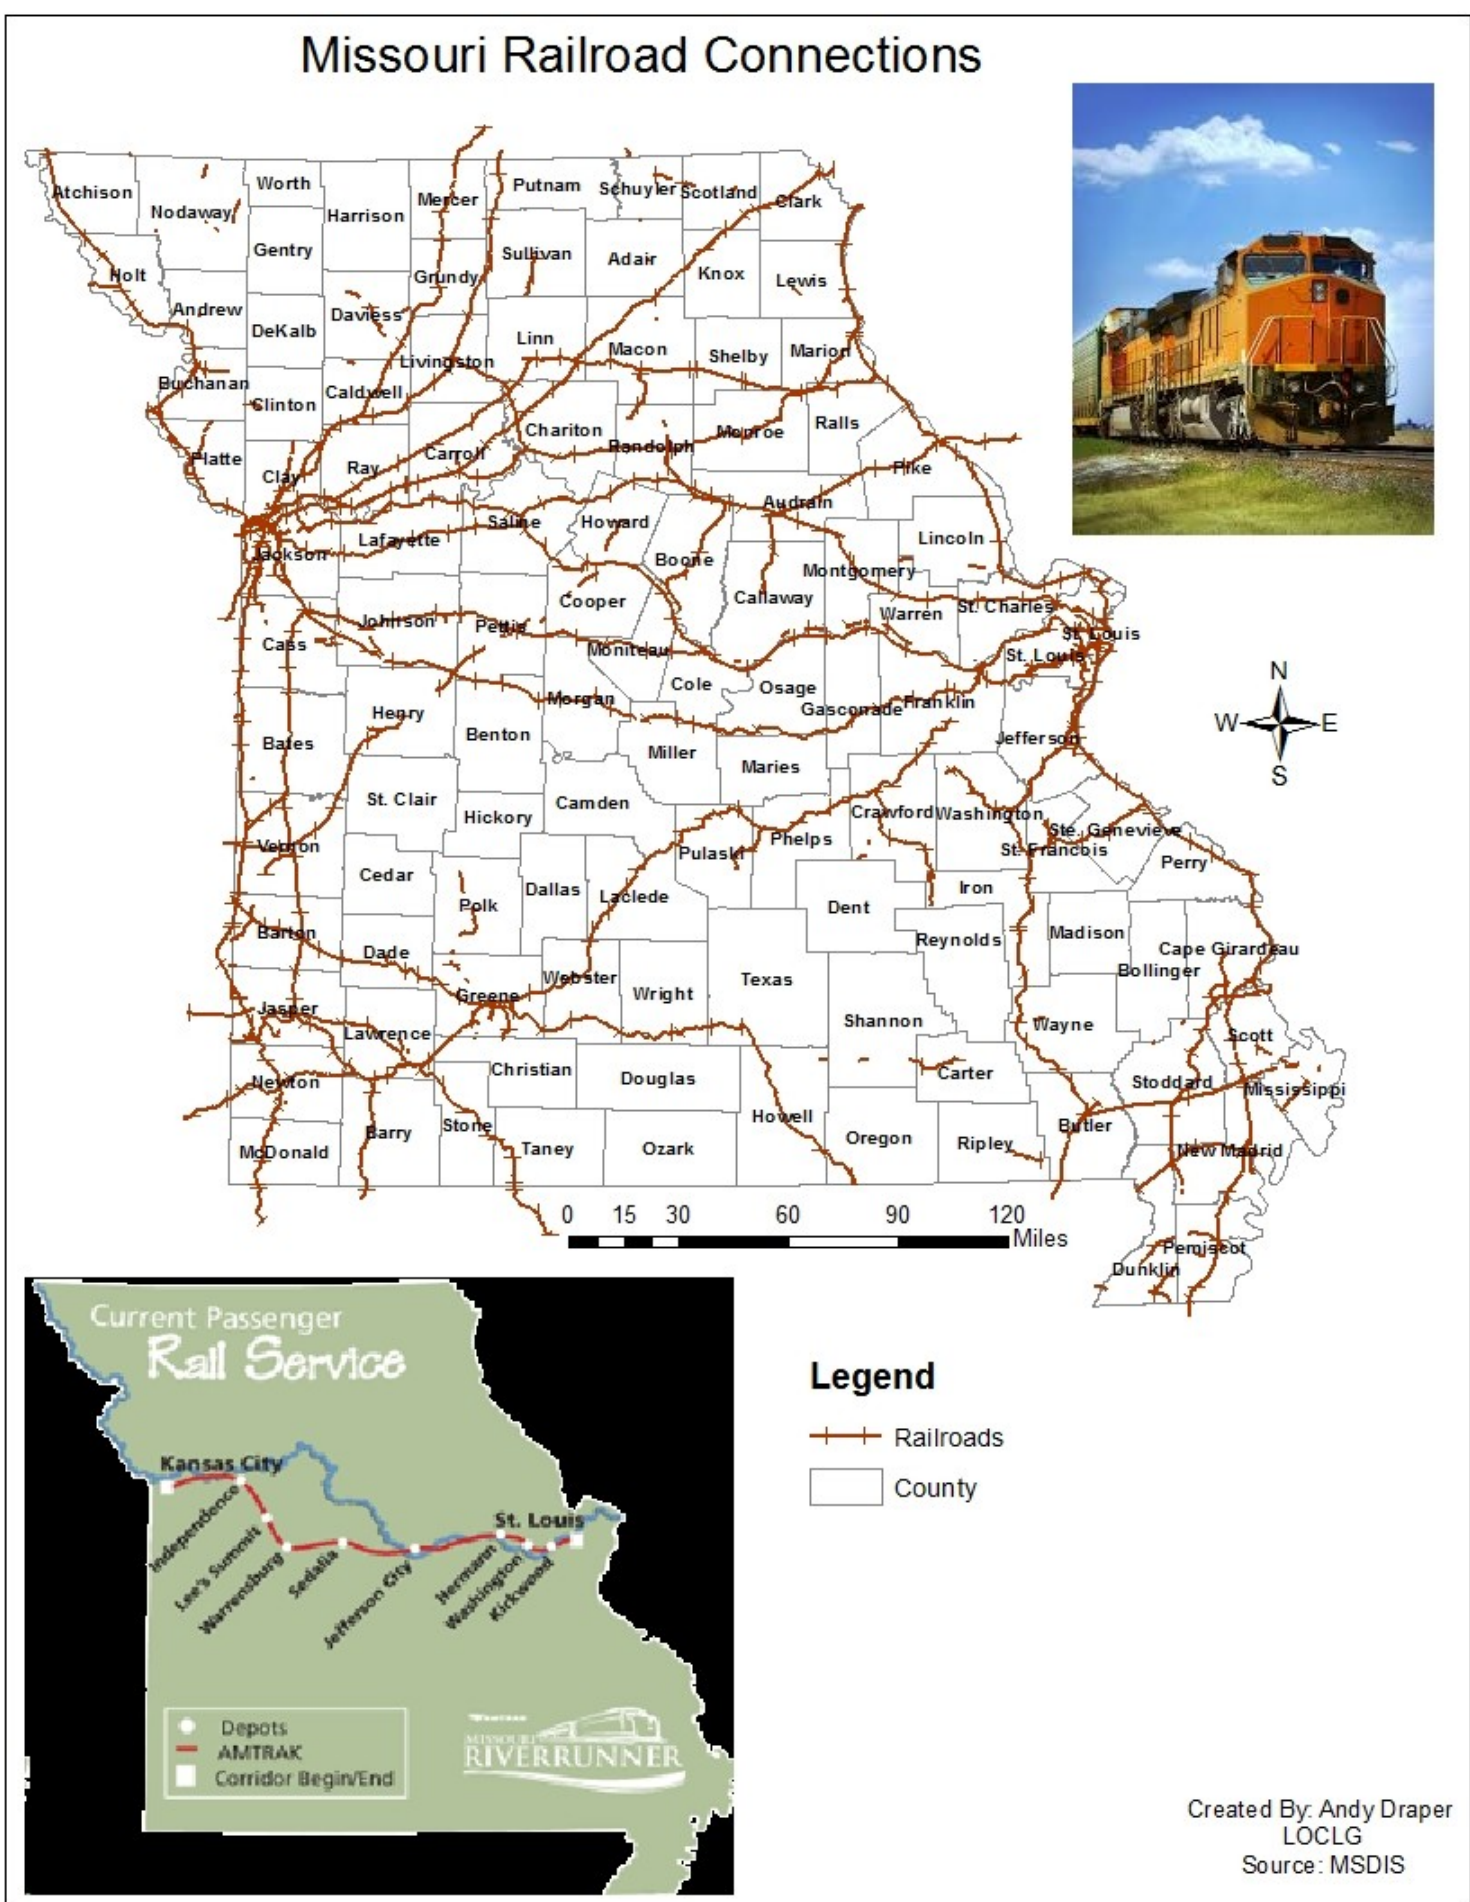 Missouri Railroad Connections
Atchison
Nodaway
Worth
Harrison
Mercer
Putnam
Schuyler
Scotland
Clark
Gentry
Holt
Andrew
DeKalb
Daviess
Grundy
Sullivan
Adair
Knox
Lewis
Buchanan
Clinton
Caldwell
Livingston
Linn
Macon
Shelby
Marion
Platte
Clay
Ray
Carroll
Chariton
Randolph
Monroe
Ralls
Pike
Audrain
Jackson
Lafayette
Saline
Howard
Boone
Callaway
Montgomery
Lincoln
Cass
Johnson
Pettis
Cooper
Moniteau
Cole
Osage
Gasconade
Warren
St. Charles
St. Louis
St. Louis
Franklin
Jefferson
Bates
Henry
Benton
Morgan
Miller
Maries
N
W
E
S
Vernon
St. Clair
Hickory
Camden
Pulaski
Phelps
Crawford
Washington
Ste. Genevieve
St. Francois
Perry
Cedar
Polk
Dallas
Laclede
Dent
Iron
Barton
Dade
Reynolds
Madison
Cape Girardeau
Bollinger
Jasper
Lawrence
Greene
Webster
Wright
Texas
Shannon
Wayne
Scott
Newton
Christian
Douglas
Carter
Stoddard
Mississippi
McDonald
Barry
Stone
Taney
Ozark
Howell
Oregon
Ripley
Butler
New Madrid
Pemiscot
Dunklin
0 15 30 60 90 120
Miles
Current Passenger
Rail Service
Kansas City
Independence
Lee's Summit
Warrensburg
Sedalia
Jefferson City
Hermann
Washington
Kirkwood
St. Louis
Depots
AMTRAK
Corridor Begin/End
MISSOURI
RIVERRUNNER
Legend
Railroads
County
Created By: Andy Draper
LOCLG
Source: MSDIS